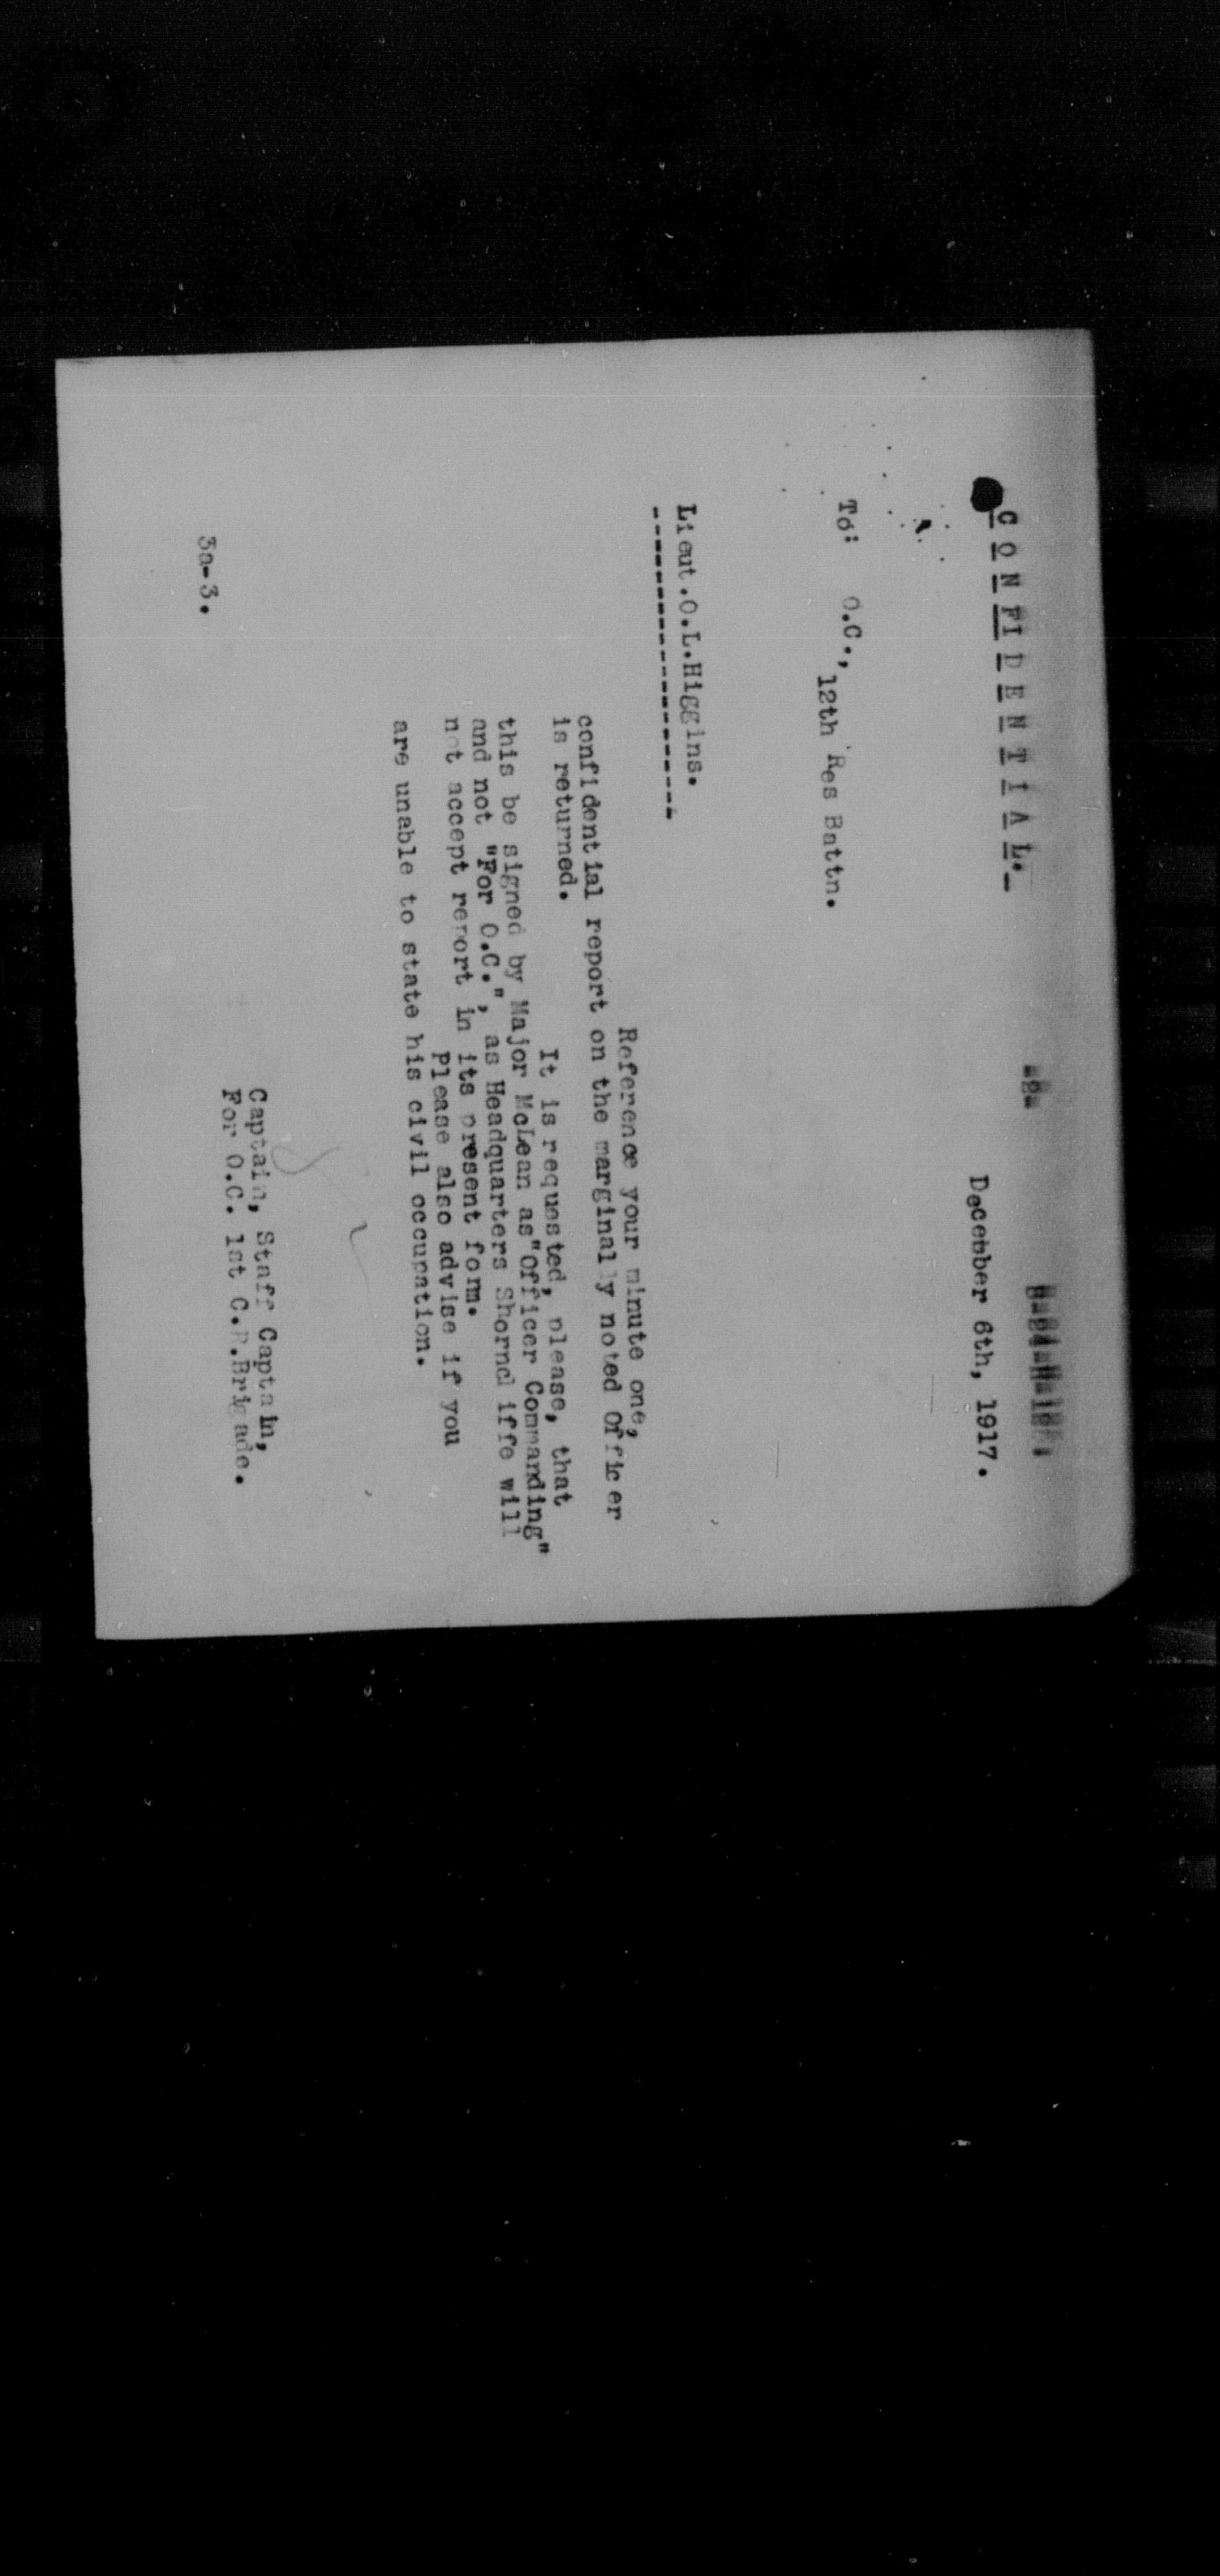 C O N F I D E N T I A L.
December 6th, 1917.
To: O.C.,
12th Res Battn.
Lieut.O.L.Higgins.
--------------------
Reference your minute one,
confidential report on the marginally noted Officer
is returned.
It is requested, please, that
this be signed by Major McLean as"Officer Commanding"
and not "For O.C.", as Headquarters Shorncliffe will
not accept report in its present form.
Please also advise if you
are unable to state his civil occupation.
Captain, Staff Captain,
For O.C. 1st C.R.Brigade.
3a-3.